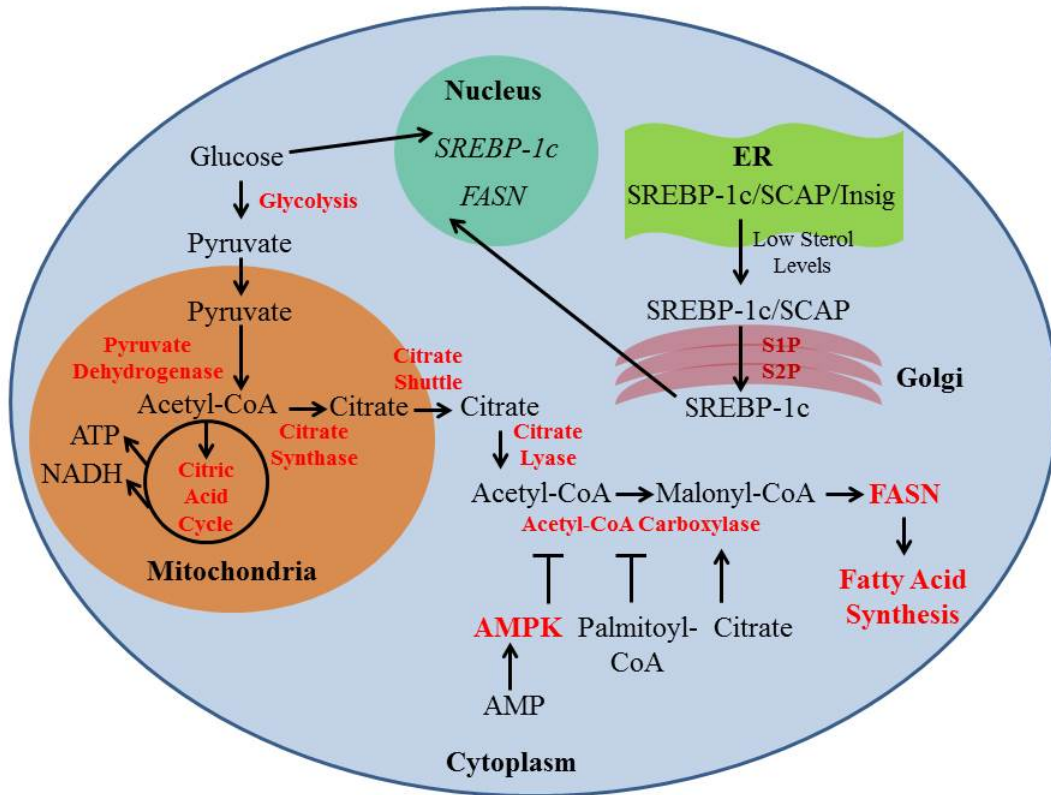 Nucleus
SREBP-1c
FASN
ER
SREBP-1c/SCAP/Insig
Low Sterol
Levels
SREBP-1c/SCAP
S1P
S2P
Golgi
SREBP-1c
Glucose
Glycolysis
Pyruvate
Pyruvate
Pyruvate
Dehydrogenase
Acetyl-CoA
Citrate
Citrate
Synthase
Citrate
Shuttle
Citrate
ATP
NADH
Citric
Acid
Cycle
Mitochondria
Citrate
Lyase
Acetyl-CoA
Malonyl-CoA
FASN
Acetyl-CoA Carboxylase
Fatty Acid
Synthesis
AMPK
Palmitoyl-
CoA
Citrate
AMP
Cytoplasm